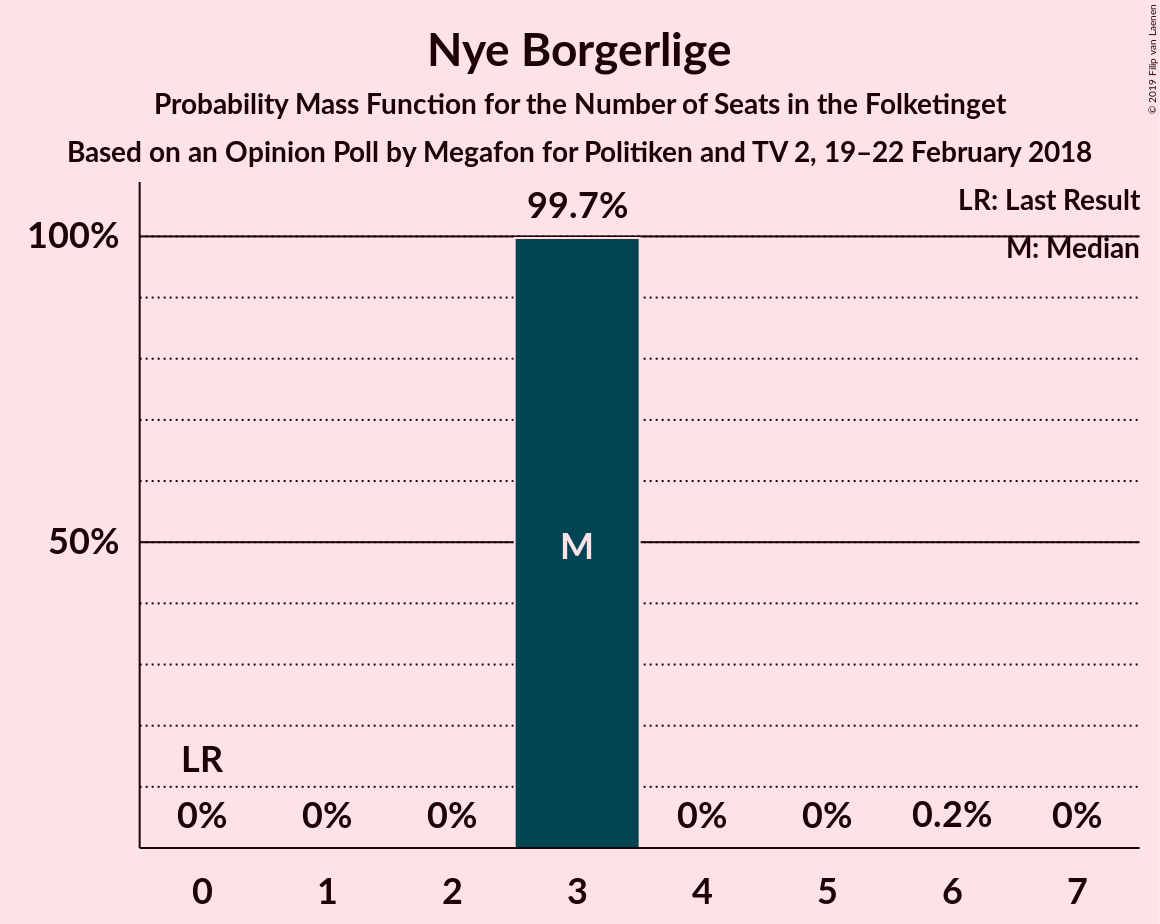 Nye Borgerlige
Probability Mass Function for the Number of Seats in the Folketinget
Based on an Opinion Poll by Megafon for Politiken and TV 2, 19–22 February 2018
© 2019 Filip van Laenen
LR: Last Result
M: Median
99.7%
100%
50%
M
LR
0% 0% 0% 0% 0% 0.2% 0%
0 1 2 3 4 5 6 7